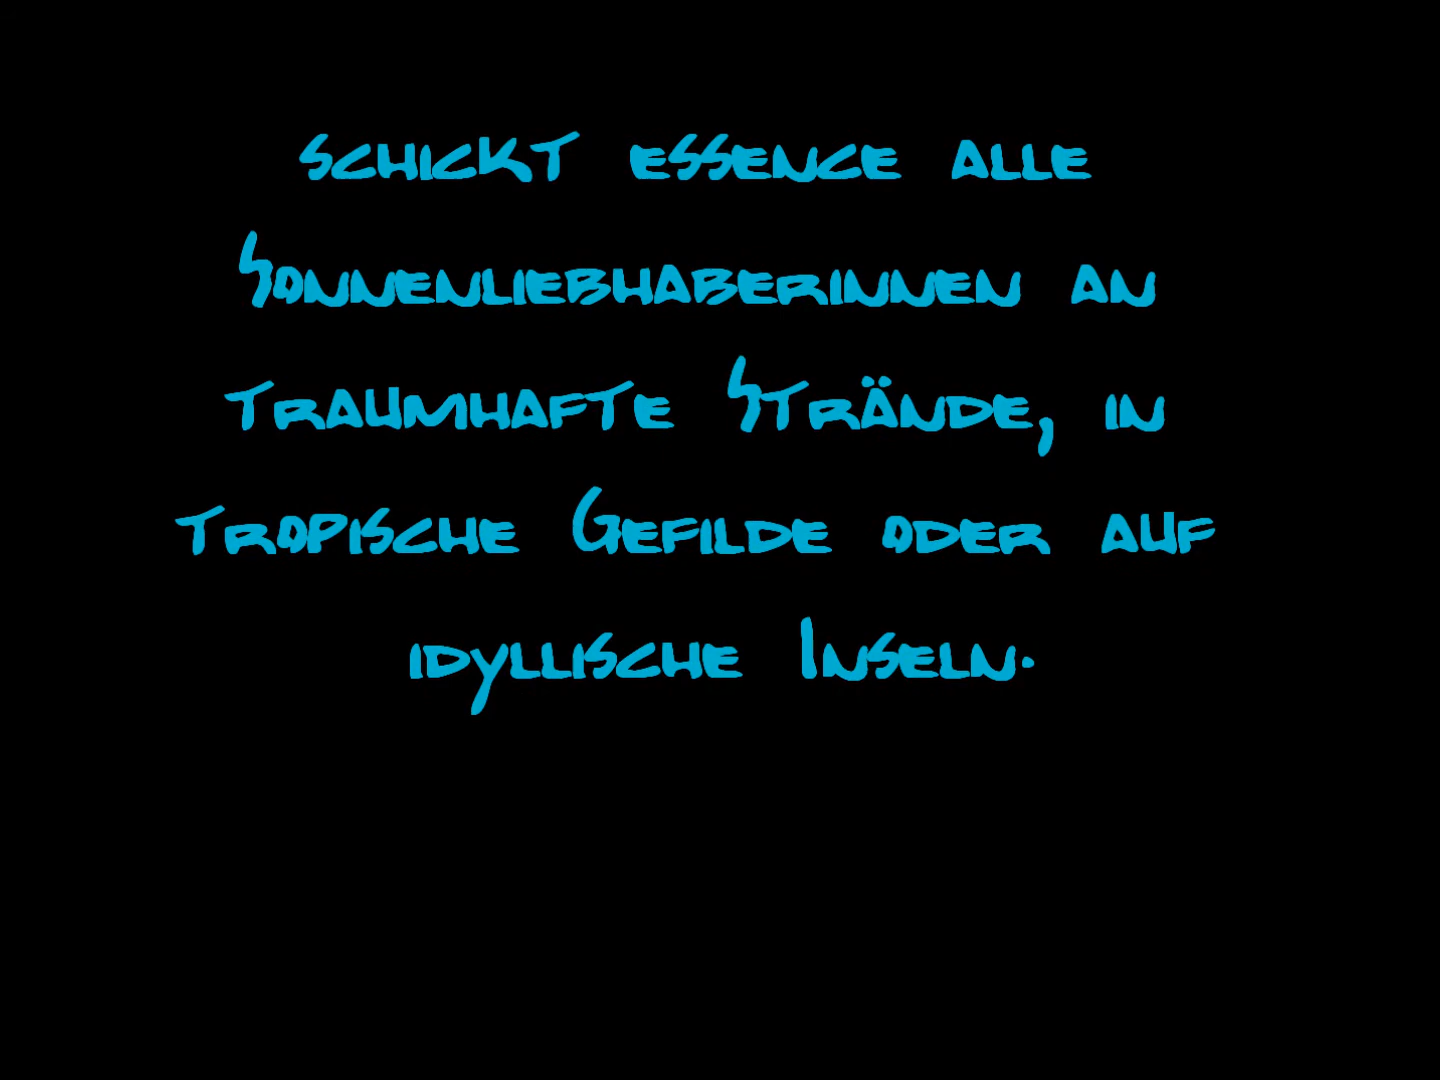 schickt essence alle
Sonnenliebhaberinnen an
traumhafte Strände, in
tropische Gefilde oder auf
idyllische Inseln.